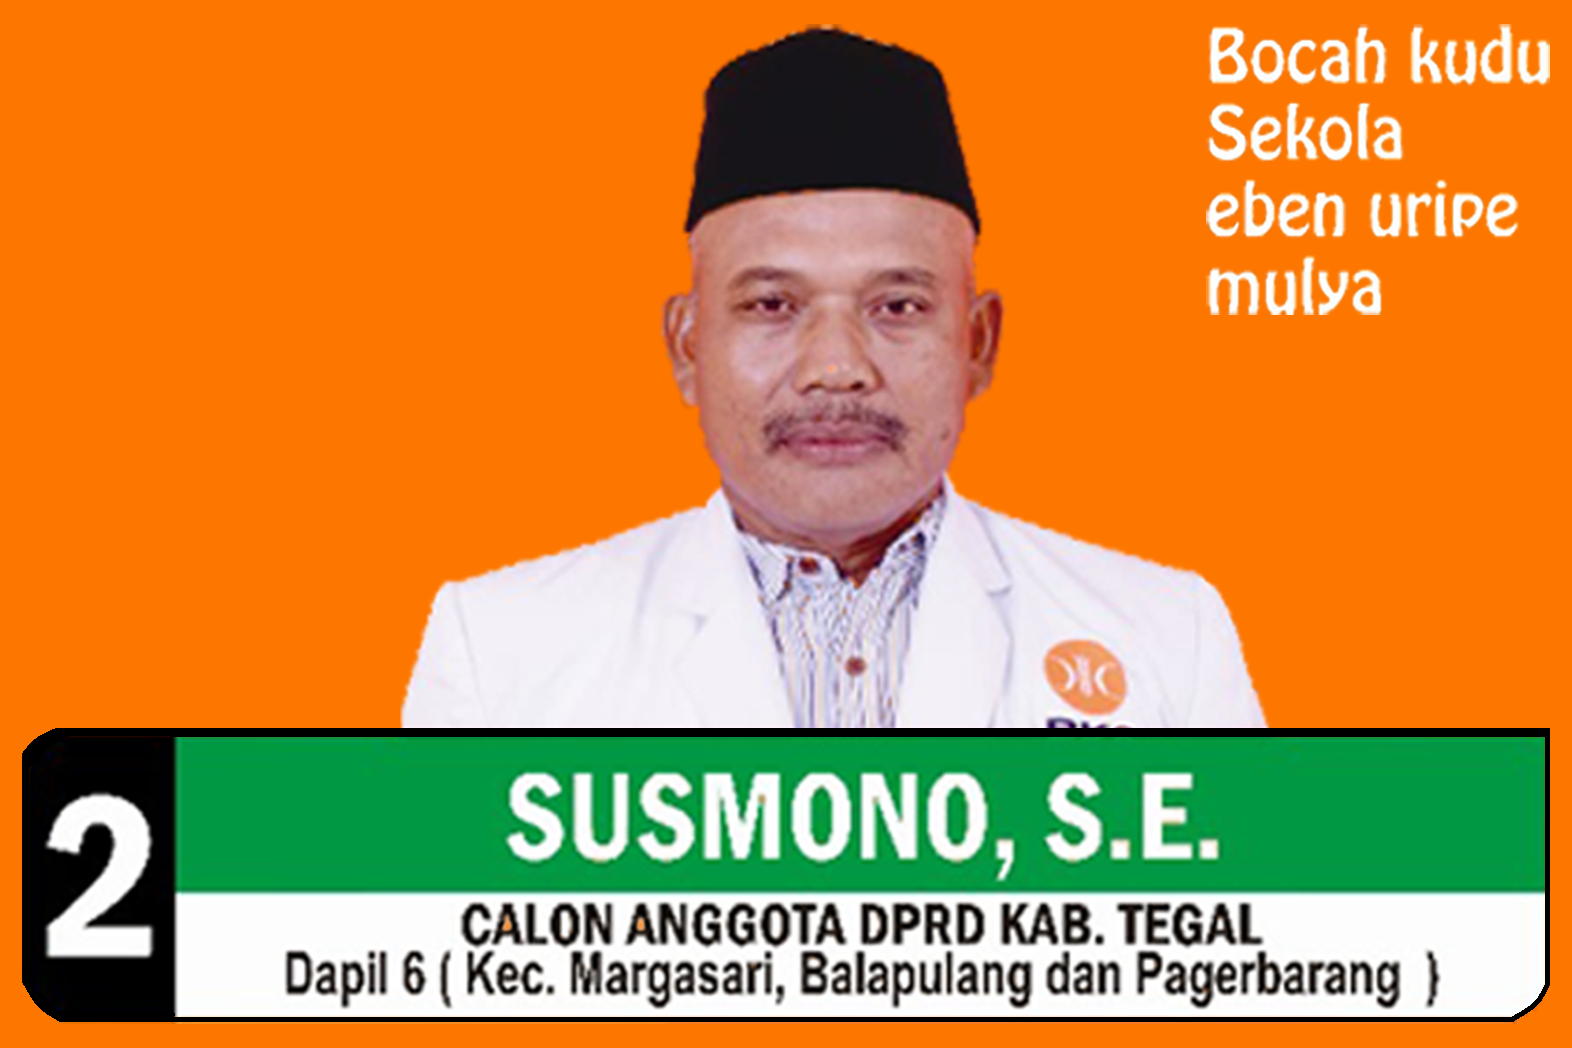 Bocah kudu
Sekola
eben uripe
mulya
2
SUSMONO, S.E.
CALON ANGGOTA DPRD KAB. TEGAL
Dapil 6 ( Kec. Margasari, Balapulang dan Pagerbarang )